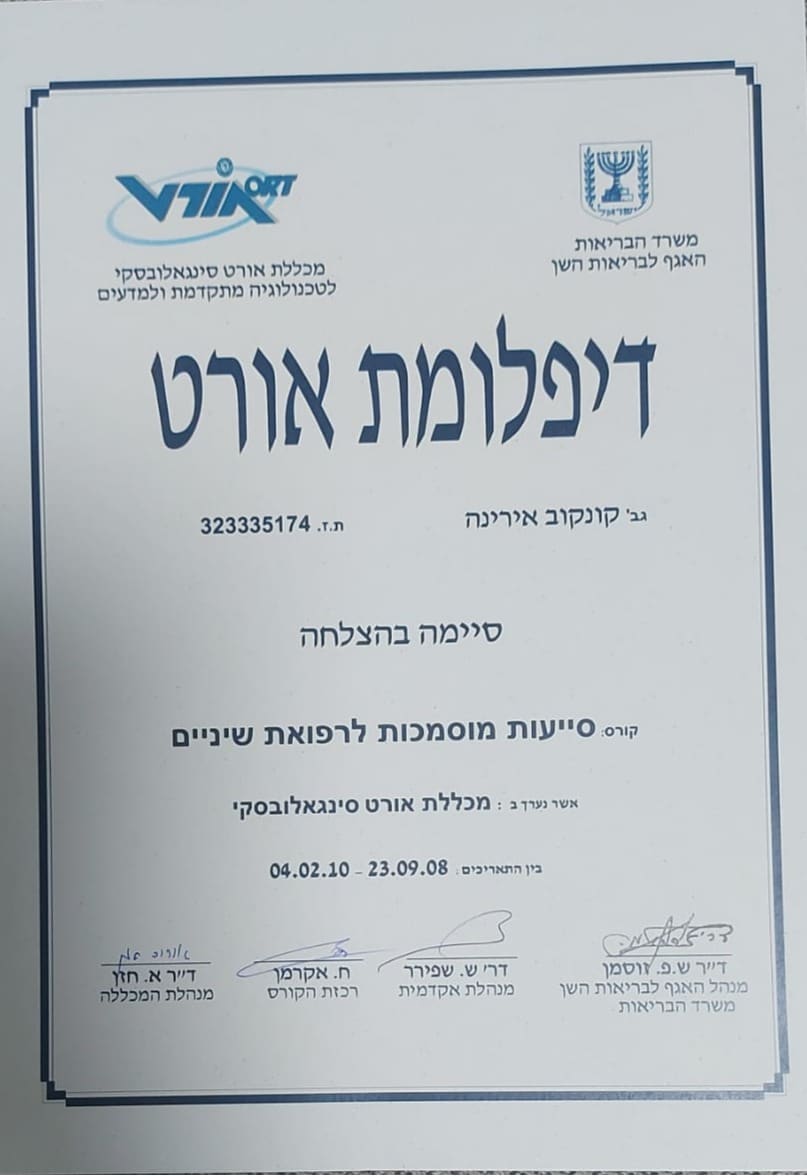 ישראל
משרד הבריאות
האגף לבריאות השן
אורט ORT
מכללת אורט סינגאלובסקי
לטכנולוגיה מתקדמת ולמדעים
דיפלומת אורט
גב' קונקוב אירינה ת.ז. 323335174
סיימה בהצלחה
קורס: סייעות מוסמכות לרפואת שיניים
אשר נערך ב : מכללת אורט סינגאלובסקי
בין התאריכים : 23.09.08 - 04.02.10
ד"ר ש.פ. זוסמן
מנהל האגף לבריאות השן
משרד הבריאות
דר' ש. שפירר
מנהלת אקדמית
ח. אקרמן
רכזת הקורס
ד"ר א. חזן
מנהלת המכללה